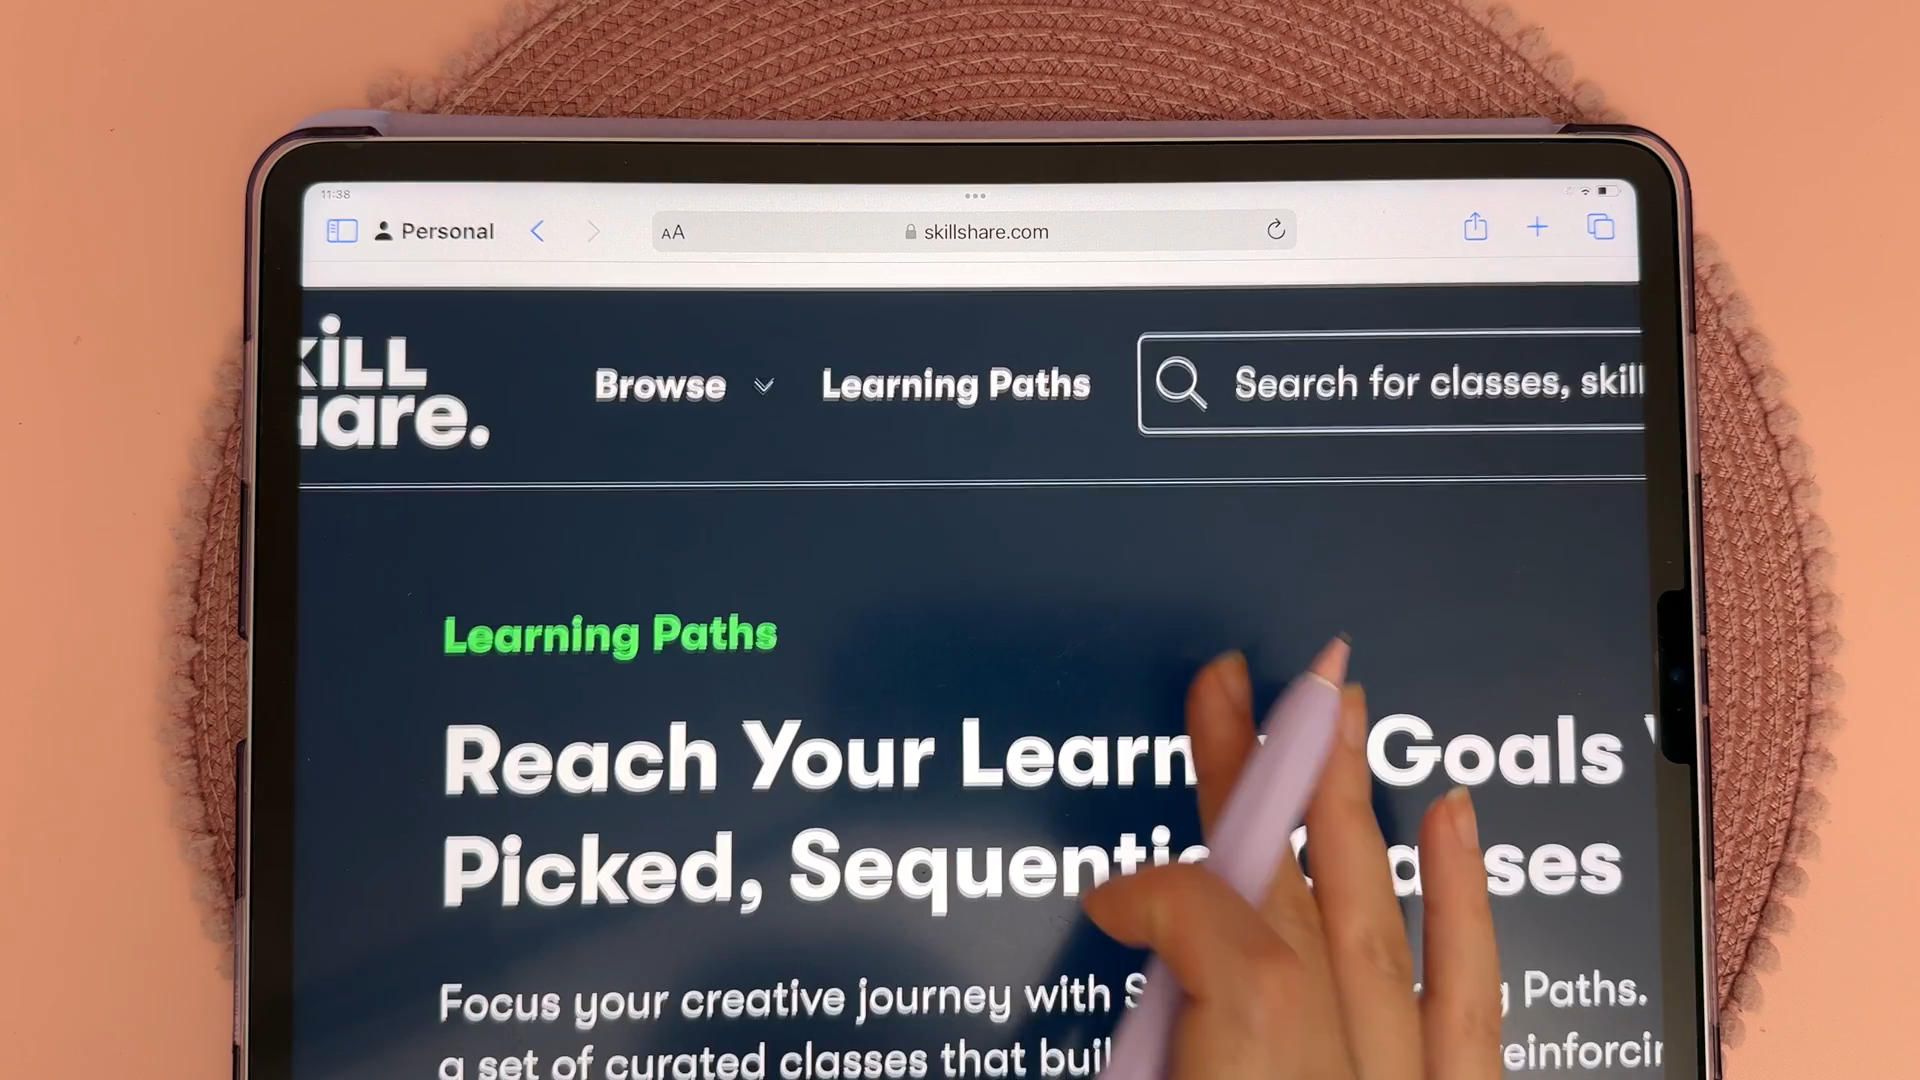 11:38
Personal
AA
skillshare.com
kiLL
hare.
Browse
Learning Paths
Search for classes, skill
Learning Paths
Reach Your Learn Goals
Picked, Sequenti ses
Focus your creative journey with S Paths.
a set of curated classes that buil einforcin